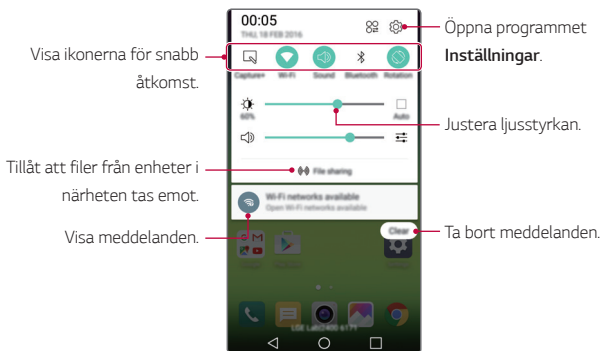 00:05
THU, 18 FEB 2016
Öppna programmet
Inställningar.
Visa ikonerna för snabb
åtkomst.
Capture+ Wi-Fi Sound Bluetooth Rotation
60%
Auto
Justera ljusstyrkan.
Tillåt att filer från enheter i
närheten tas emot.
File sharing
Wi-Fi networks available
Open Wi-Fi networks available
Visa meddelanden.
Clear
Ta bort meddelanden.